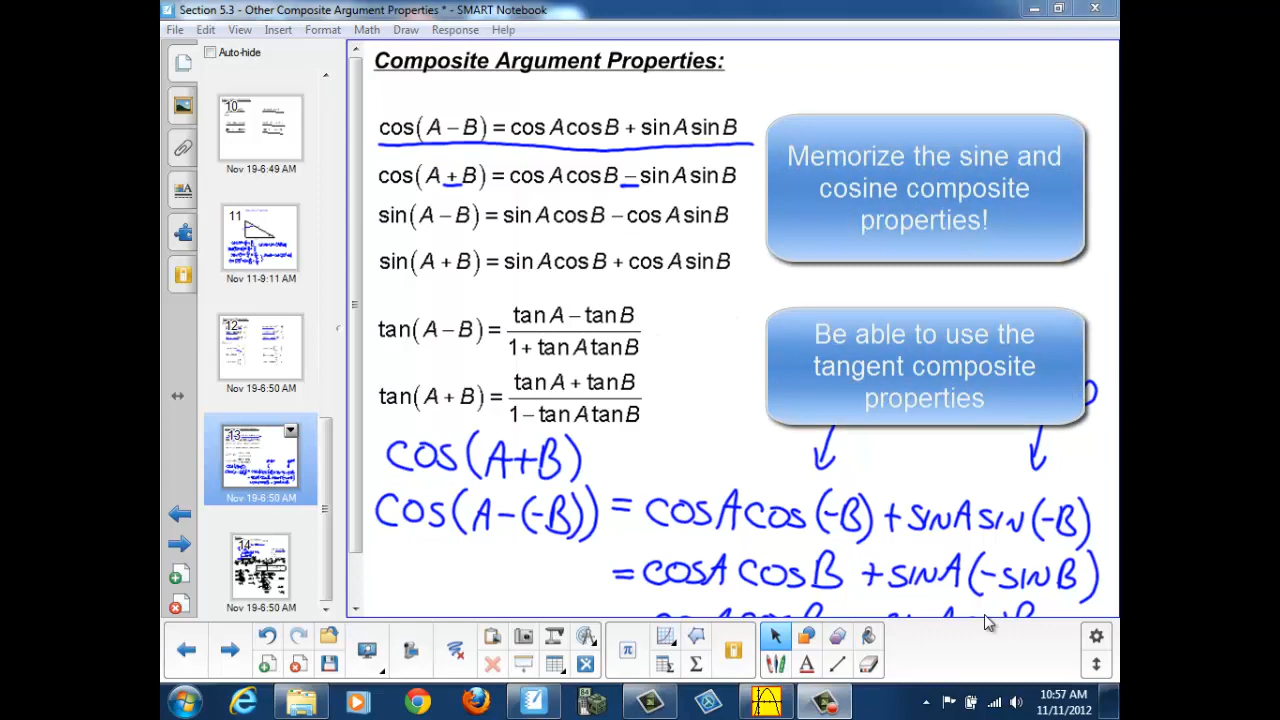 Section 5.3 - Other Composite Argument Properties * - SMART Notebook
File Edit View Insert Format Math Draw Response Help
Auto-hide
10
Nov 19-6:49 AM
11
Nov 11-9:11 AM
12
Nov 19-6:50 AM
13
Nov 19-6:50 AM
14
Nov 19-6:50 AM
Composite Argument Properties:
cos(A − B) = cos A cos B + sin A sin B
cos(A + B) = cos A cos B − sin A sin B
sin(A − B) = sin A cos B − cos A sin B
sin(A + B) = sin A cos B + cos A sin B
tan(A − B) = tan A − tan B
1 + tan A tan B
tan(A + B) = tan A + tan B
1 − tan A tan B
Memorize the sine and
cosine composite
properties!
Be able to use the
tangent composite
properties
cos(A+B)
cos(A-(-B)) = cosAcos(-B) + sinAsin(-B)
= cosA cosB + sinA(-sinB)
10:57 AM
11/11/2012